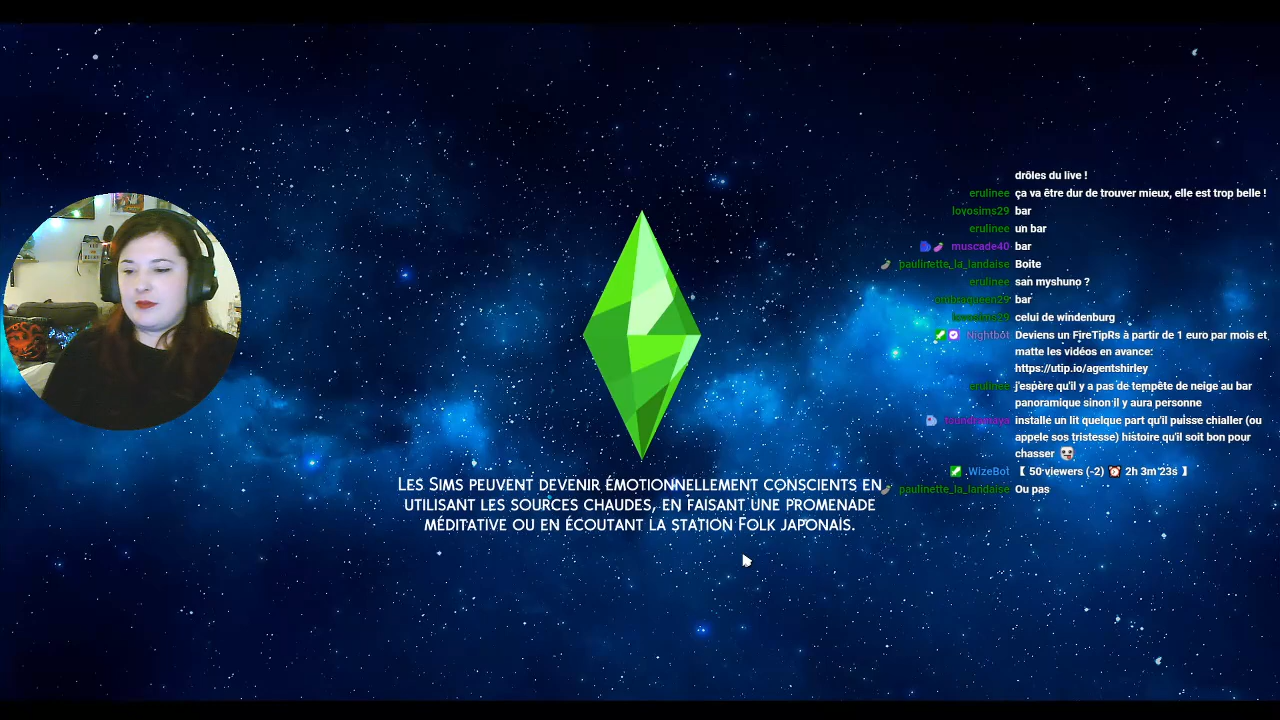 drôles du live !
erulinee ça va être dur de trouver mieux, elle est trop belle !
lovosims29 bar
erulinee un bar
muscade40 bar
paulinette_la_landaise Boite
erulinee san myshuno ?
ombraqueen29 bar
lovosims29 celui de windenburg
Nightbot Deviens un FireTipRs à partir de 1 euro par mois et
matte les vidéos en avance:
https://utip.io/agentshirley
erulinee j'espère qu'il y a pas de tempête de neige au bar
panoramique sinon il y aura personne
installe un lit quelque part qu'il puisse chialler (ou
appele sos tristesse) histoire qu'il soit bon pour
chasser
WizeBot 【 50 viewers (-2) ⏰ 2h 3m 23s 】
paulinette_la_landaise Ou pas
Les Sims peuvent devenir émotionnellement conscients en
utilisant les sources chaudes, en faisant une promenade
méditative ou en écoutant la station Folk japonais.